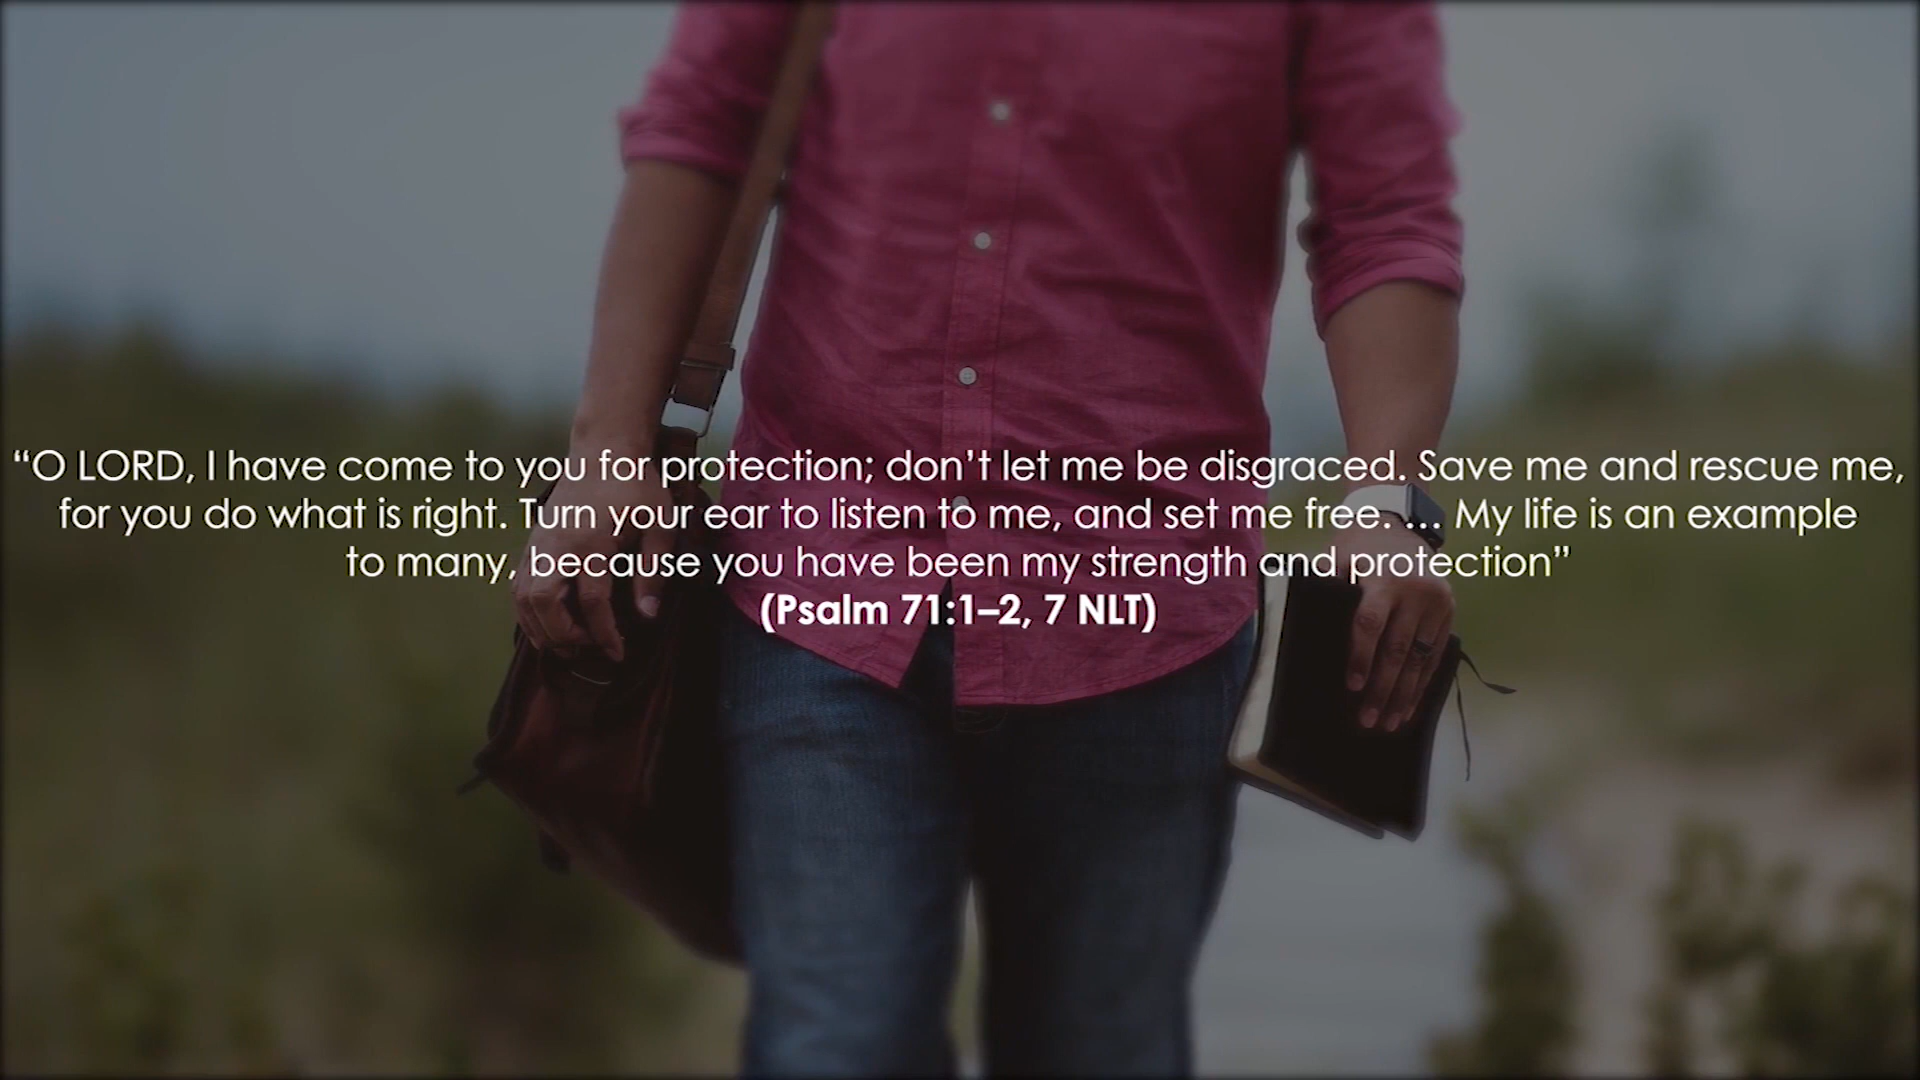 “O LORD, I have come to you for protection; don’t let me be disgraced. Save me and rescue me,
for you do what is right. Turn your ear to listen to me, and set me free. … My life is an example
to many, because you have been my strength and protection”
(Psalm 71:1–2, 7 NLT)